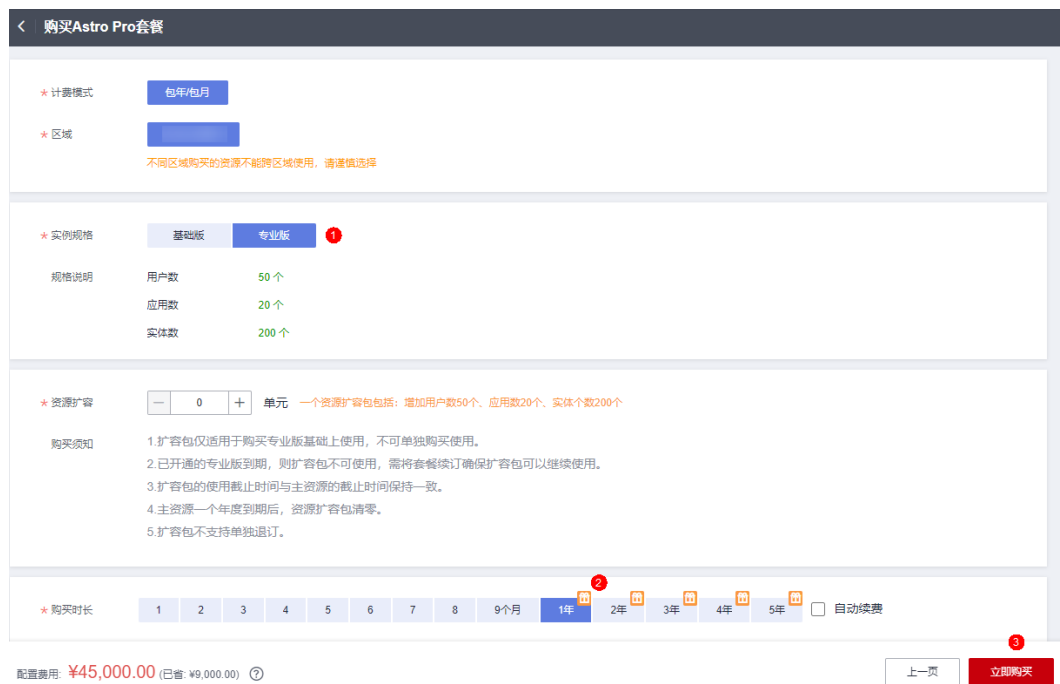 购买Astro Pro套餐
* 计费模式 包年/包月
* 区域
不同区域购买的资源不能跨区域使用，请谨慎选择
* 实例规格 基础版 专业版 1
规格说明 用户数 50 个
应用数 20 个
实体数 200 个
* 资源扩容 — 0 + 单元 一个资源扩容包包括：增加用户数50个、应用数20个、实体个数200个
购买须知 1.扩容包仅适用于购买专业版基础上使用，不可单独购买使用。
2.已开通的专业版到期，则扩容包不可使用，需将套餐续订确保扩容包可以继续使用。
3.扩容包的使用截止时间与主资源的截止时间保持一致。
4.主资源一个年度到期后，资源扩容包清零。
5.扩容包不支持单独退订。
2
* 购买时长 1 2 3 4 5 6 7 8 9个月 1年 2年 3年 4年 5年 自动续费
3
配置费用: ¥45,000.00 (已省: ¥9,000.00) ? 上一页 立即购买